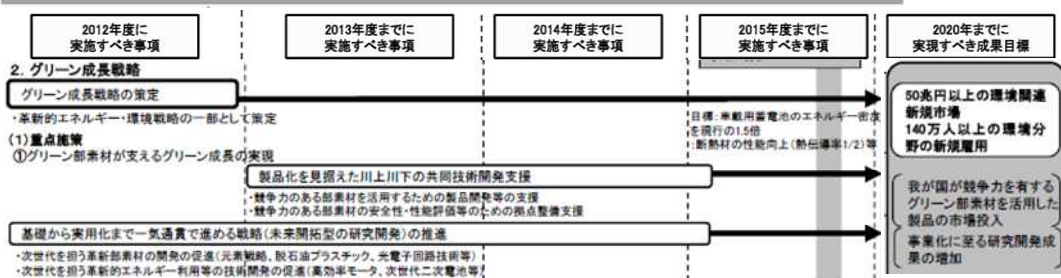 2012年度に
実施すべき事項
2013年度までに
実施すべき事項
2014年度までに
実施すべき事項
2015年度までに
実施すべき事項
2020年までに
実現すべき成果目標
2. グリーン成長戦略
グリーン成長戦略の策定
・革新的エネルギー・環境戦略の一部として策定
(1)重点施策
①グリーン部素材が支えるグリーン成長の実現
目標:車載用蓄電池のエネルギー密度
を現行の1.5倍
:断熱材の性能向上(熱伝導率1/2)等
50兆円以上の環境関連
新規市場
140万人以上の環境分
野の新規雇用
製品化を見据えた川上川下の共同技術開発支援
・競争力のある部素材を活用するための製品開発等の支援
・競争力のある部素材の安全性・性能評価等のための拠点整備支援
我が国が競争力を有する
グリーン部素材を活用した
製品の市場投入
基礎から実用化まで一気通貫で進める戦略(未来開拓型の研究開発)の推進
・次世代を担う革新部素材の開発の促進(元素戦略、脱石油プラスチック、光電子回路技術等)
・次世代を担う革新的エネルギー利用等の技術開発の促進(高効率モータ、次世代二次電池等)
事業化に至る研究開発成
果の増加